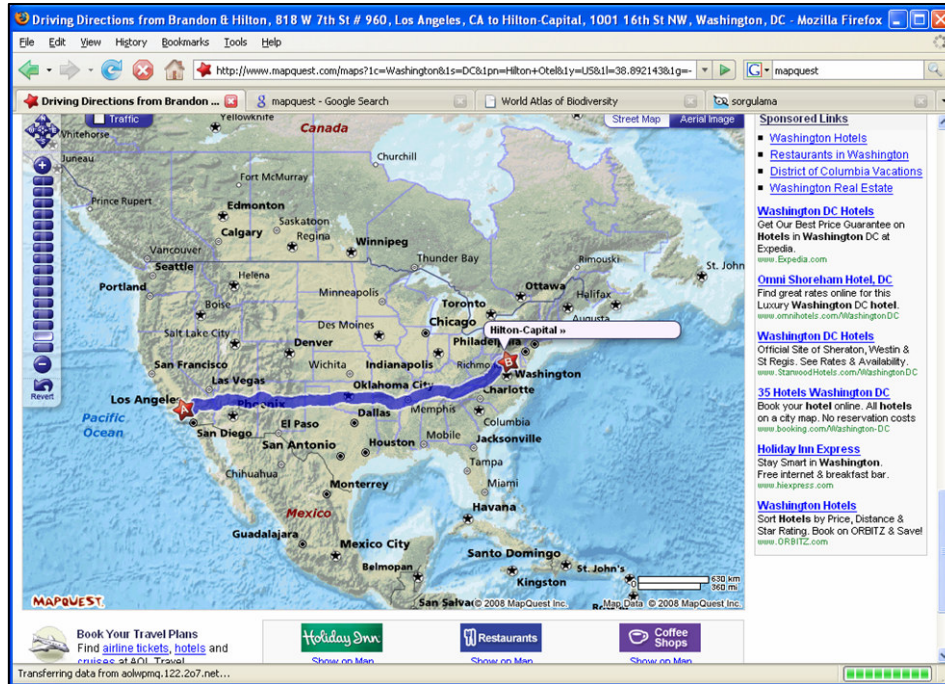 Driving Directions from Brandon & Hilton, 818 W 7th St # 960, Los Angeles, CA to Hilton-Capital, 1001 16th St NW, Washington, DC - Mozilla Firefox
File Edit View History Bookmarks Tools Help
http://www.mapquest.com/maps?1c=Washington&1s=DC&1pn=Hilton+Otel&1y=US&1l=38.892143&1g=-
G mapquest
Driving Directions from Brandon ...
mapquest - Google Search
World Atlas of Biodiversity
sorgulama
Traffic
Street Map
Aerial Image
Revert
Yellowknife
Whitehorse
Canada
Juneau
Churchill
Fort McMurray
Prince Rupert
Edmonton
Saskatoon
Calgary
Regina
Winnipeg
Vancouver
Thunder Bay
Rimouski
Seattle
St. John
Helena
Portland
Minneapolis
Ottawa
Halifax
Boise
Toronto
Augusta
Salt Lake City
Des Moines
Chicago
Hilton-Capital »
Denver
Indianapolis
Philadelphia
San Francisco
Wichita
Richmo
B
Washington
Las Vegas
Oklahoma City
Charlotte
Los Angeles
A
Phoenix
Memphis
Dallas
Columbia
Pacific
Ocean
San Diego
El Paso
San Antonio
Houston
Mobile
Jacksonville
Chihuahua
Tampa
Monterrey
Miami
Mexico
Havana
Guadalajara
Mexico City
Santo Domingo
Belmopan
Kingston
St. John's
0
630 km
360 mi
San Salva
© 2008 MapQuest Inc.
Map Data © 2008 MapQuest Inc.
MAPQUEST.
Sponsored Links
Washington Hotels
Restaurants in Washington
District of Columbia Vacations
Washington Real Estate
Washington DC Hotels
Get Our Best Price Guarantee on
Hotels in Washington DC at
Expedia.
www.Expedia.com
Omni Shoreham Hotel, DC
Find great rates online for this
Luxury Washington DC hotel.
www.omnihotels.com/WashingtonDC
Washington DC Hotels
Official Site of Sheraton, Westin &
St Regis. See Rates & Availability.
www.StarwoodHotels.com/WashingtonDC
35 Hotels Washington DC
Book your hotel online. All hotels
on a city map. No reservation costs
www.booking.com/Washington-DC
Holiday Inn Express
Stay Smart in Washington.
Free internet & breakfast bar.
www.hiexpress.com
Washington Hotels
Sort Hotels by Price, Distance &
Star Rating. Book on ORBITZ & Save!
www.ORBITZ.com
Book Your Travel Plans
Find airline tickets, hotels and
cruises at AOL Travel
Holiday Inn
Show on Map
Restaurants
Show on Map
Coffee
Shops
Show on Map
Transferring data from aolwpmq.122.2o7.net...